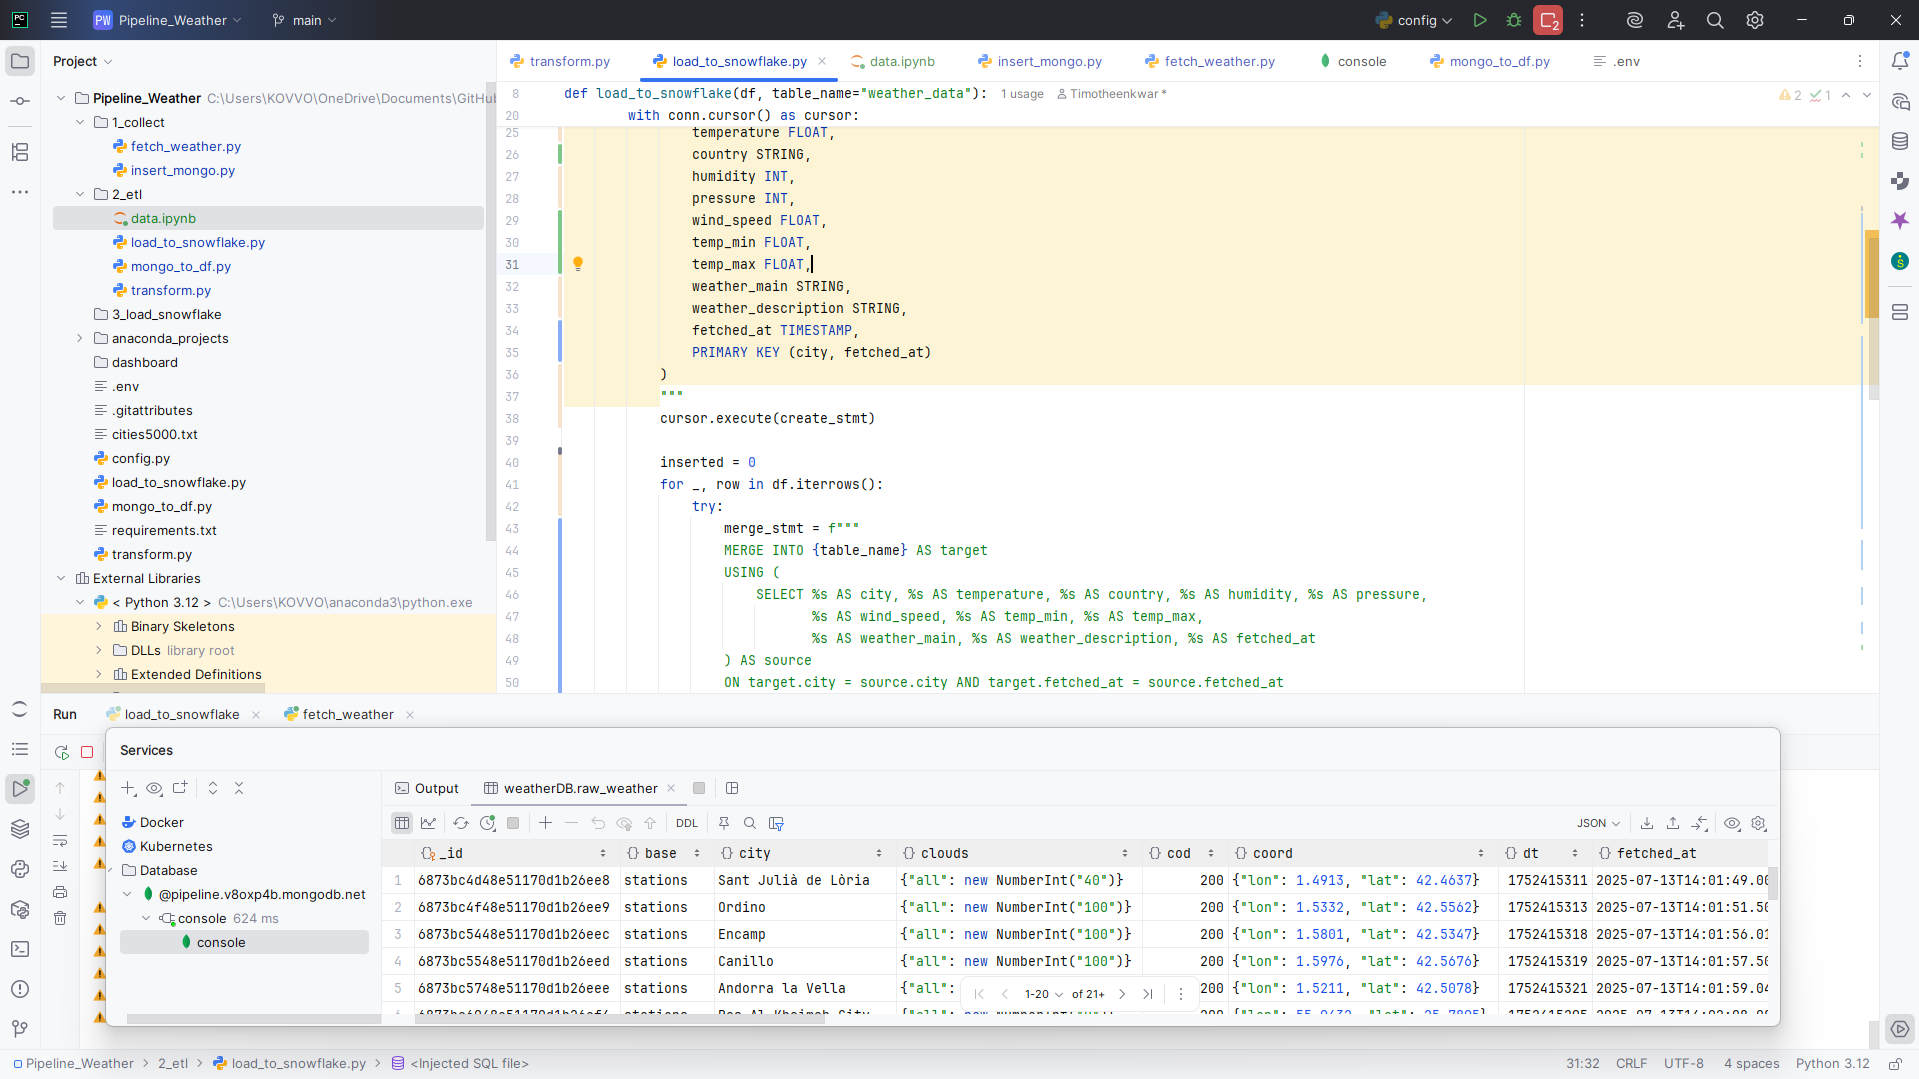 PC
PW Pipeline_Weather
main
config
2
Project
Pipeline_Weather C:\Users\KOVVO\OneDrive\Documents\GitHub
1_collect
fetch_weather.py
insert_mongo.py
2_etl
data.ipynb
load_to_snowflake.py
mongo_to_df.py
transform.py
3_load_snowflake
anaconda_projects
dashboard
.env
.gitattributes
cities5000.txt
config.py
load_to_snowflake.py
mongo_to_df.py
requirements.txt
transform.py
External Libraries
< Python 3.12 > C:\Users\KOVVO\anaconda3\python.exe
Binary Skeletons
DLLs library root
Extended Definitions
transform.py
load_to_snowflake.py
data.ipynb
insert_mongo.py
fetch_weather.py
console
mongo_to_df.py
.env
8 def load_to_snowflake(df, table_name="weather_data"): 1 usage Timotheenkwar *
2 1
20 with conn.cursor() as cursor:
25 temperature FLOAT,
26 country STRING,
27 humidity INT,
28 pressure INT,
29 wind_speed FLOAT,
30 temp_min FLOAT,
31 temp_max FLOAT,
32 weather_main STRING,
33 weather_description STRING,
34 fetched_at TIMESTAMP,
35 PRIMARY KEY (city, fetched_at)
36 )
37 """
38 cursor.execute(create_stmt)
39
40 inserted = 0
41 for _, row in df.iterrows():
42 try:
43 merge_stmt = f"""
44 MERGE INTO {table_name} AS target
45 USING (
46 SELECT %s AS city, %s AS temperature, %s AS country, %s AS humidity, %s AS pressure,
47 %s AS wind_speed, %s AS temp_min, %s AS temp_max,
48 %s AS weather_main, %s AS weather_description, %s AS fetched_at
49 ) AS source
50 ON target.city = source.city AND target.fetched_at = source.fetched_at
Run
load_to_snowflake
fetch_weather
Services
Docker
Kubernetes
Database
@pipeline.v8oxp4b.mongodb.net
console 624 ms
console
Output
weatherDB.raw_weather
DDL
JSON
_id base city clouds cod coord dt fetched_at
1 6873bc4d48e51170d1b26ee8 stations Sant Julià de Lòria {"all": new NumberInt("40")} 200 {"lon": 1.4913, "lat": 42.4637} 1752415311 2025-07-13T14:01:49.00
2 6873bc4f48e51170d1b26ee9 stations Ordino {"all": new NumberInt("100")} 200 {"lon": 1.5332, "lat": 42.5562} 1752415313 2025-07-13T14:01:51.50
3 6873bc5448e51170d1b26eec stations Encamp {"all": new NumberInt("100")} 200 {"lon": 1.5801, "lat": 42.5347} 1752415318 2025-07-13T14:01:56.01
4 6873bc5548e51170d1b26eed stations Canillo {"all": new NumberInt("100")} 200 {"lon": 1.5976, "lat": 42.5676} 1752415319 2025-07-13T14:01:57.50
5 6873bc5748e51170d1b26eee stations Andorra la Vella {"all": 200 {"lon": 1.5211, "lat": 42.5078} 1752415321 2025-07-13T14:01:59.04
1-20 of 21+
Pipeline_Weather > 2_etl > load_to_snowflake.py > <Injected SQL file>
31:32 CRLF UTF-8 4 spaces Python 3.12